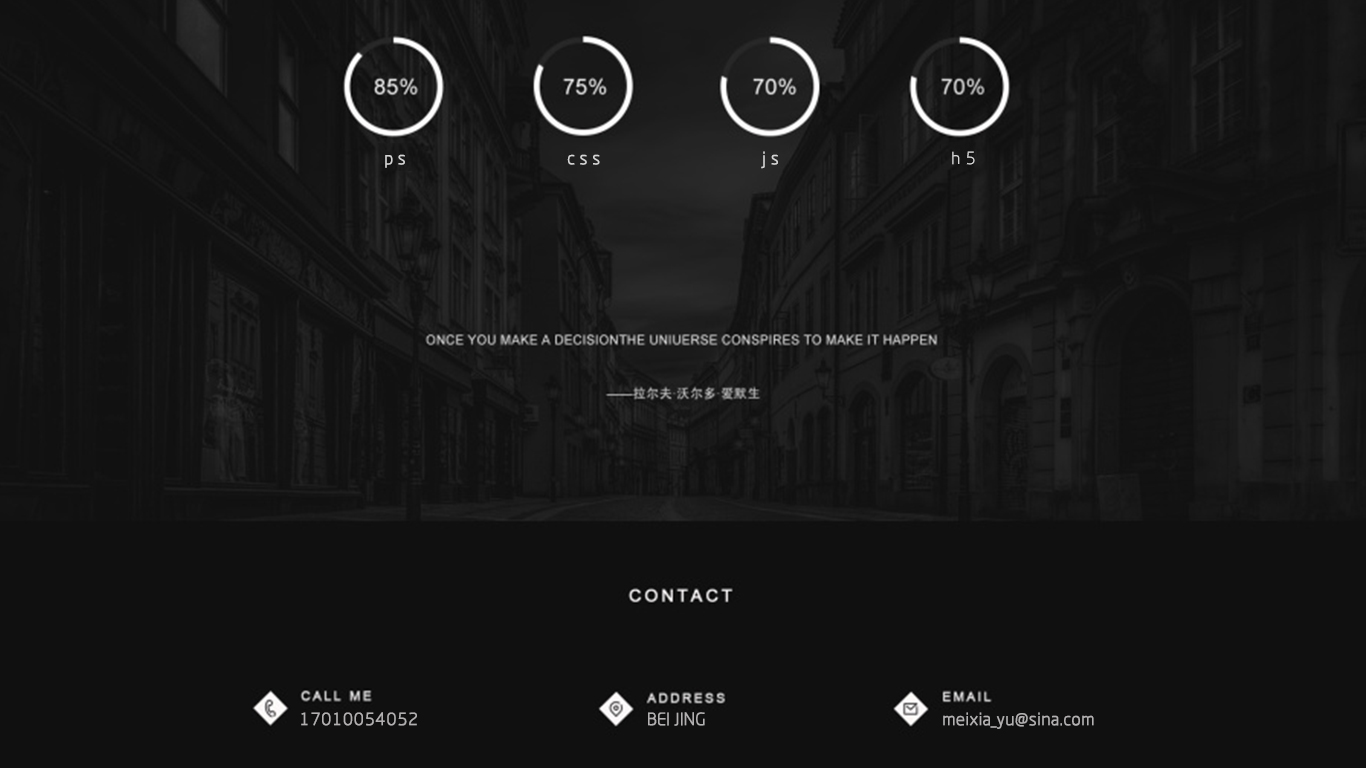 85% 75% 70% 70%
ps css js h5
ONCE YOU MAKE A DECISIONTHE UNIUERSE CONSPIRES TO MAKE IT HAPPEN
——拉尔夫·沃尔多·爱默生
CONTACT
CALL ME ADDRESS EMAIL
17010054052 BEI JING meixia_yu@sina.com